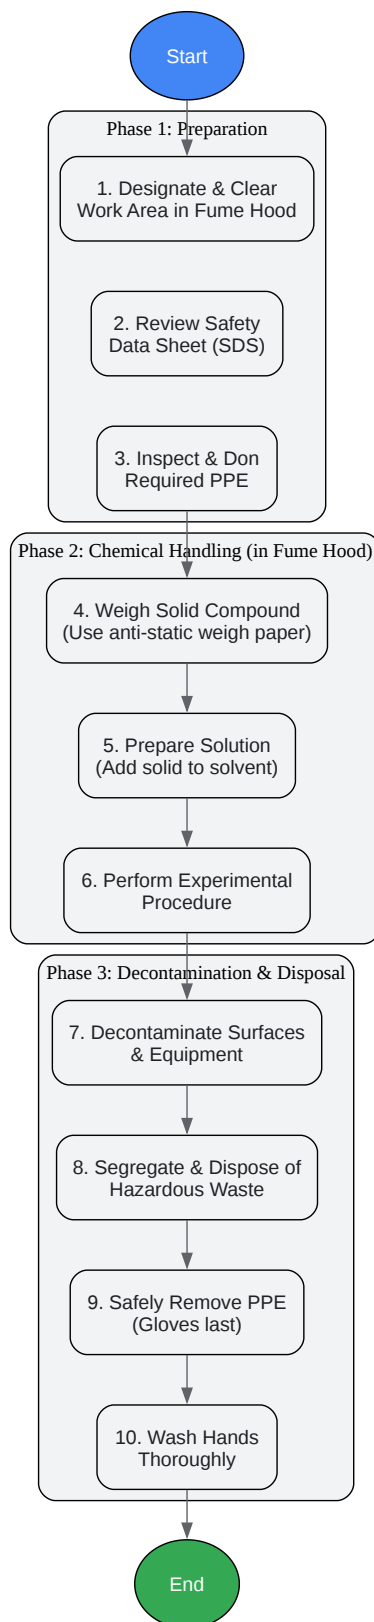 Start
Phase 1: Preparation
1. Designate & Clear
Work Area in Fume Hood
2. Review Safety
Data Sheet (SDS)
3. Inspect & Don
Required PPE
Phase 2: Chemical Handling (in Fume Hood)
4. Weigh Solid Compound
(Use anti-static weigh paper)
5. Prepare Solution
(Add solid to solvent)
6. Perform Experimental
Procedure
Phase 3: Decontamination & Disposal
7. Decontaminate Surfaces
& Equipment
8. Segregate & Dispose of
Hazardous Waste
9. Safely Remove PPE
(Gloves last)
10. Wash Hands
Thoroughly
End